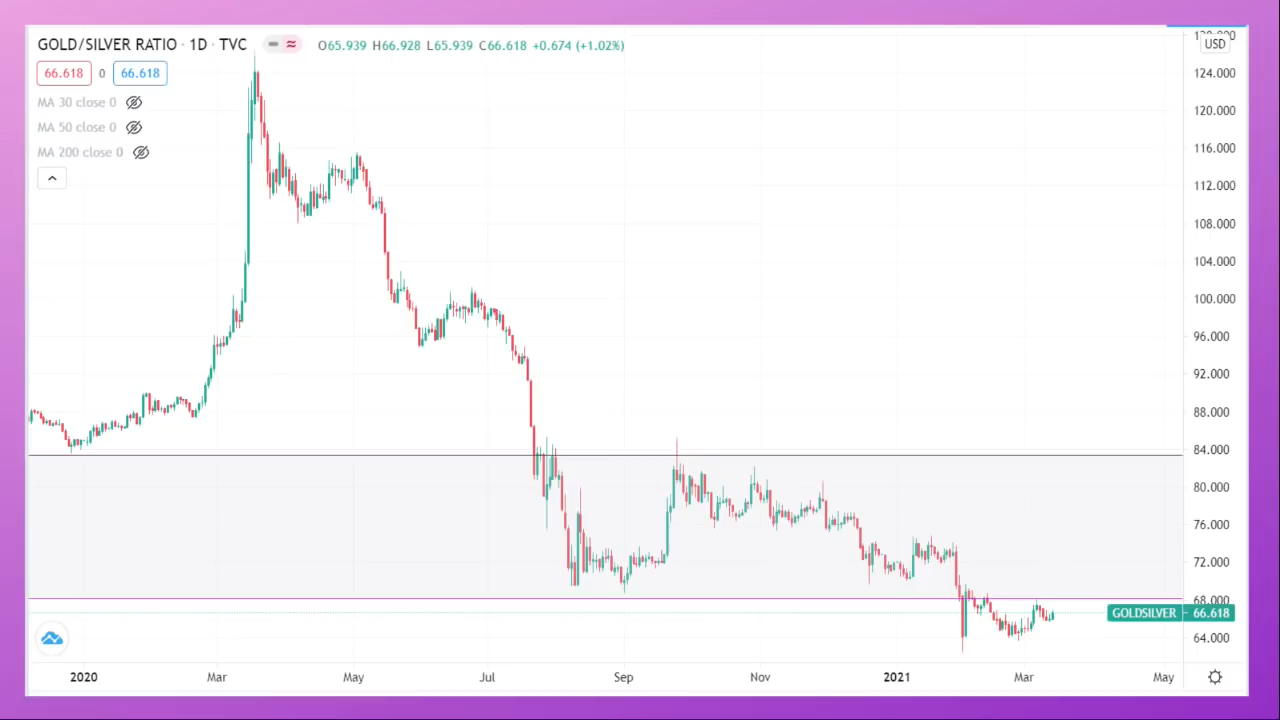 GOLD/SILVER RATIO · 1D · TVC
O65.939 H66.928 L65.939 C66.618 +0.674 (+1.02%)
USD
66.618 0 66.618
MA 30 close 0
MA 50 close 0
MA 200 close 0
124.000
120.000
116.000
112.000
108.000
104.000
100.000
96.000
92.000
88.000
84.000
80.000
76.000
72.000
68.000
GOLDSILVER 66.618
64.000
2020 Mar May Jul Sep Nov 2021 Mar May